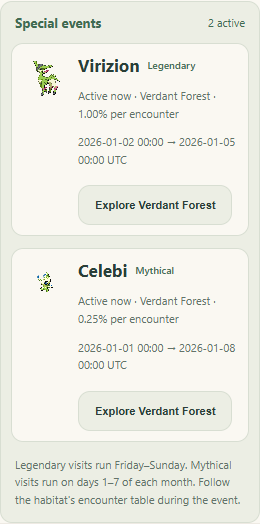 Special events
2 active
Virizion Legendary
Active now · Verdant Forest ·
1.00% per encounter
2026-01-02 00:00 → 2026-01-05
00:00 UTC
Explore Verdant Forest
Celebi Mythical
Active now · Verdant Forest ·
0.25% per encounter
2026-01-01 00:00 → 2026-01-08
00:00 UTC
Explore Verdant Forest
Legendary visits run Friday–Sunday. Mythical
visits run on days 1–7 of each month. Follow
the habitat's encounter table during the event.